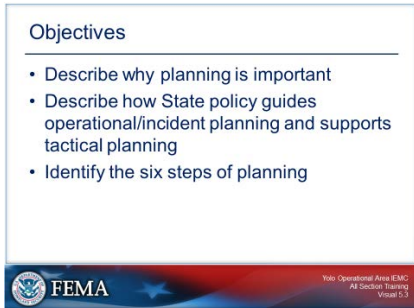 Objectives
• Describe why planning is important
• Describe how State policy guides
operational/incident planning and supports
tactical planning
• Identify the six steps of planning
FEMA
Yolo Operational Area IEMC
All Section Training
Visual 5.3